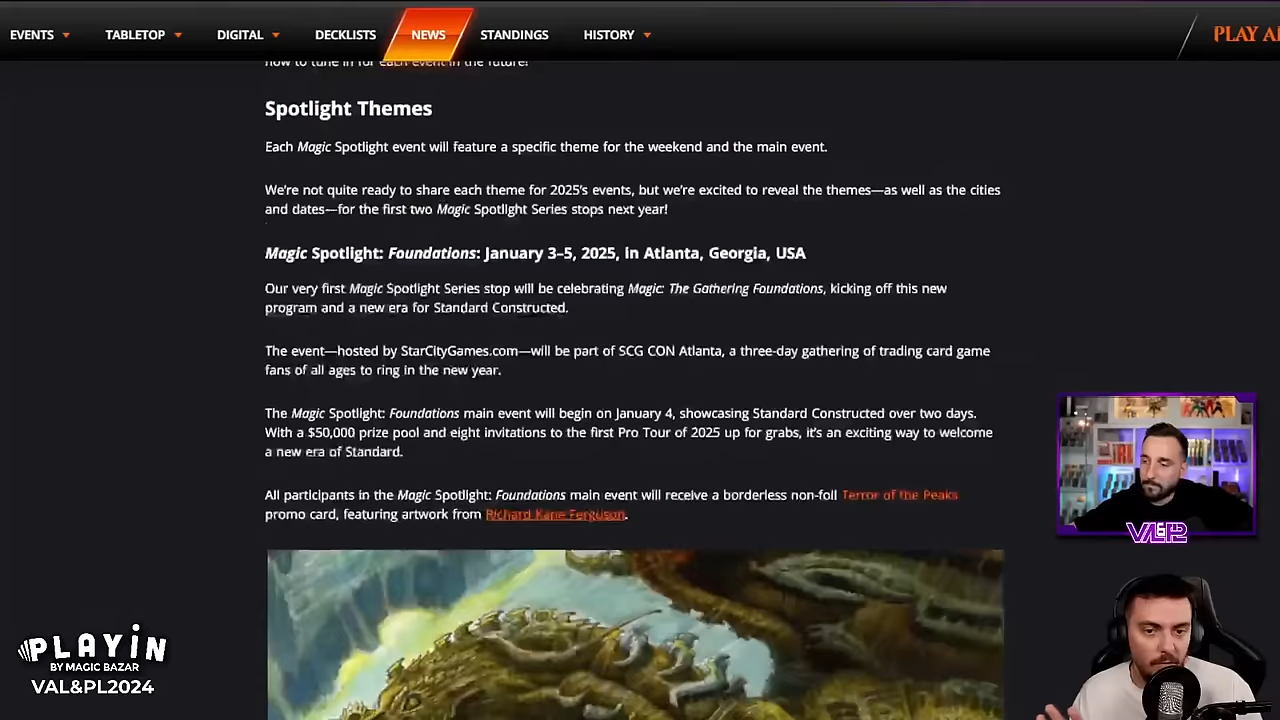 EVENTS TABLETOP DIGITAL DECKLISTS NEWS STANDINGS HISTORY
how to tune in for each event in the future!
Spotlight Themes
Each Magic Spotlight event will feature a specific theme for the weekend and the main event.
We're not quite ready to share each theme for 2025's events, but we're excited to reveal the themes—as well as the cities
and dates—for the first two Magic Spotlight Series stops next year!
Magic Spotlight: Foundations: January 3–5, 2025, in Atlanta, Georgia, USA
Our very first Magic Spotlight Series stop will be celebrating Magic: The Gathering Foundations, kicking off this new
program and a new era for Standard Constructed.
The event—hosted by StarCityGames.com—will be part of SCG CON Atlanta, a three-day gathering of trading card game
fans of all ages to ring in the new year.
The Magic Spotlight: Foundations main event will begin on January 4, showcasing Standard Constructed over two days.
With a $50,000 prize pool and eight invitations to the first Pro Tour of 2025 up for grabs, it's an exciting way to welcome
a new era of Standard.
All participants in the Magic Spotlight: Foundations main event will receive a borderless non-foil Terror of the Peaks
promo card, featuring artwork from Richard Kane Ferguson.
PLAYIN
BY MAGIC BAZAR
VAL&PL2024
PLAY